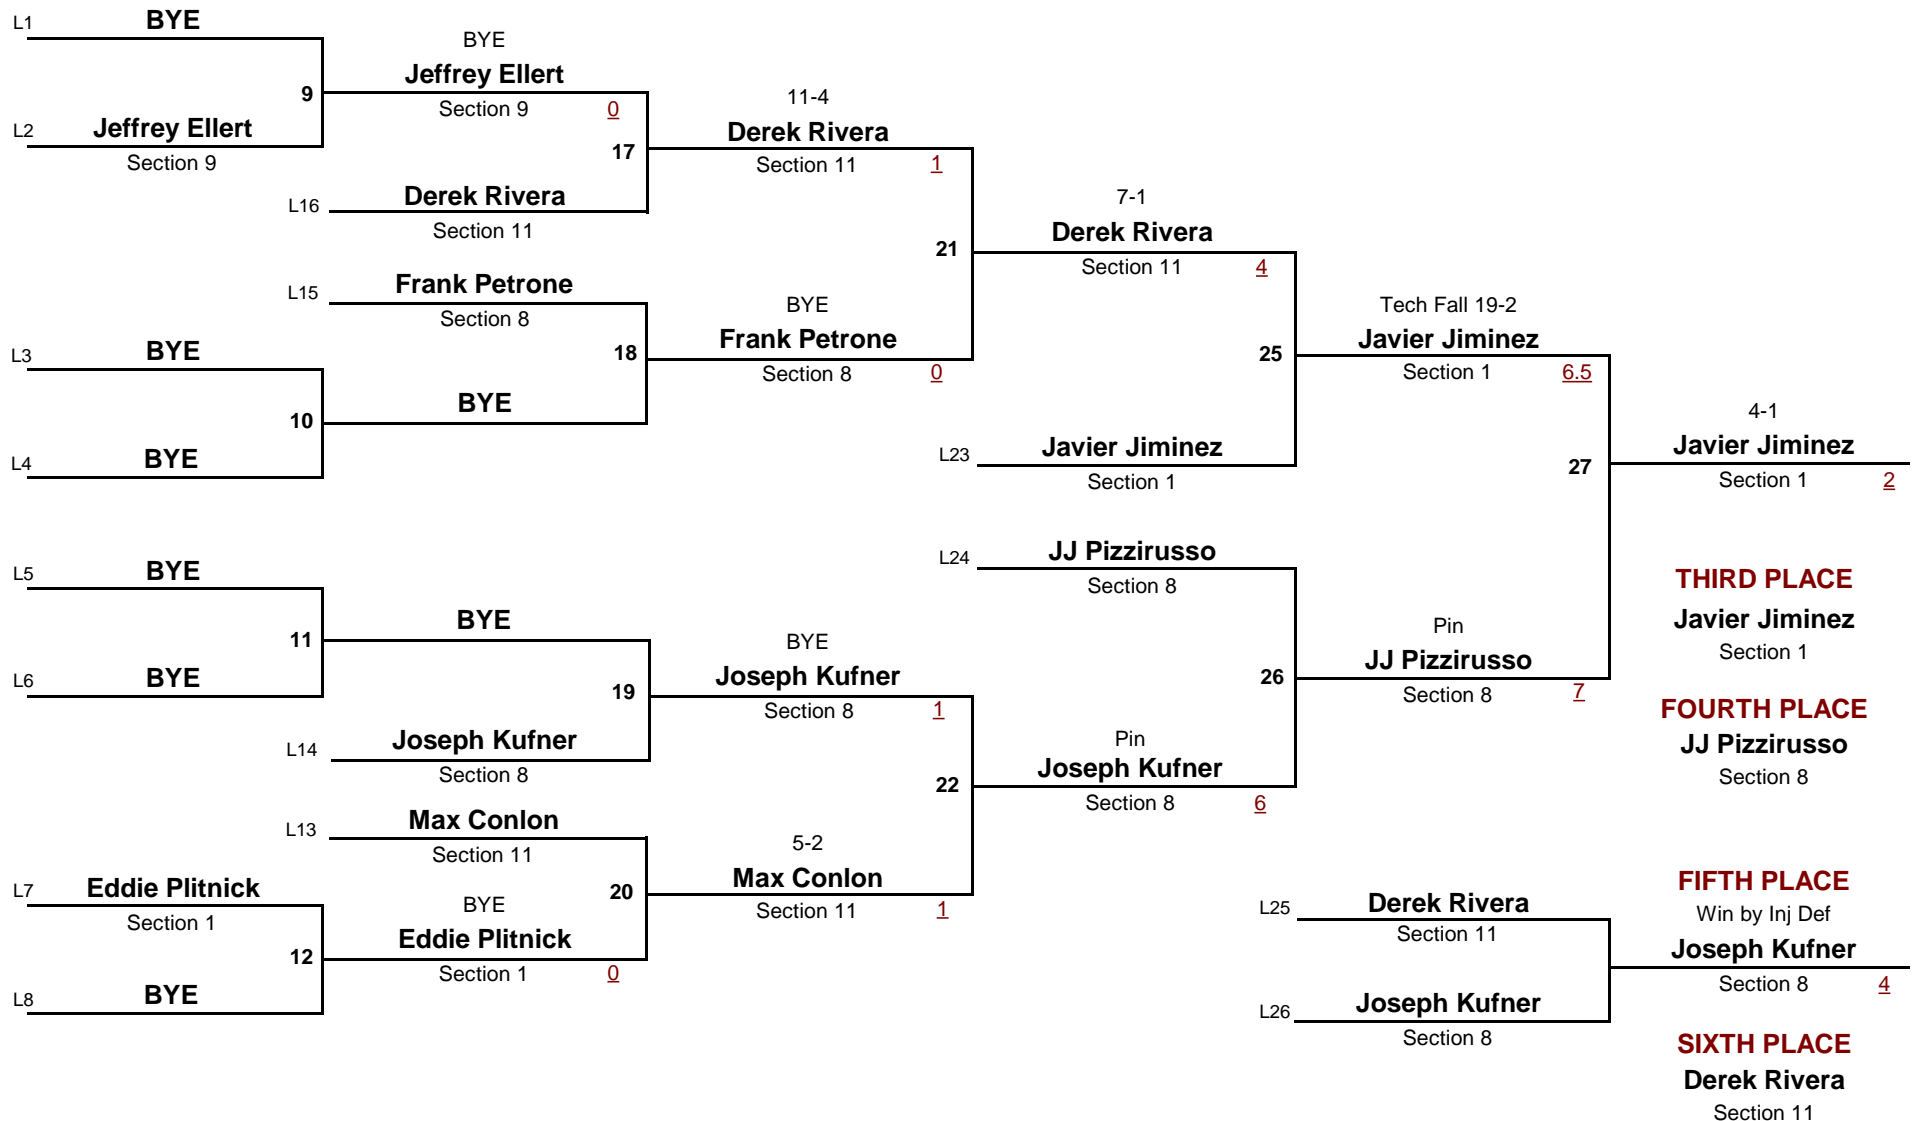 L1
BYE
9
L2
Jeffrey Ellert
Section 9
BYE
Jeffrey Ellert
Section 9
0
17
L16
Derek Rivera
Section 11
11-4
Derek Rivera
Section 11
1
L15
Frank Petrone
Section 8
18
L3
BYE
10
BYE
L4
BYE
BYE
Frank Petrone
Section 8
0
21
7-1
Derek Rivera
Section 11
4
25
L23
Javier Jiminez
Section 1
Tech Fall 19-2
Javier Jiminez
Section 1
6.5
27
4-1
Javier Jiminez
Section 1
2
L5
BYE
11
BYE
L6
BYE
19
L14
Joseph Kufner
Section 8
BYE
Joseph Kufner
Section 8
1
22
L13
Max Conlon
Section 11
20
L7
Eddie Plitnick
Section 1
12
BYE
Eddie Plitnick
Section 1
0
L8
BYE
5-2
Max Conlon
Section 11
1
L24
JJ Pizzirusso
Section 8
26
Pin
Joseph Kufner
Section 8
6
Pin
JJ Pizzirusso
Section 8
7
THIRD PLACE
Javier Jiminez
Section 1
FOURTH PLACE
JJ Pizzirusso
Section 8
L25
Derek Rivera
Section 11
L26
Joseph Kufner
Section 8
FIFTH PLACE
Win by Inj Def
Joseph Kufner
Section 8
4
SIXTH PLACE
Derek Rivera
Section 11